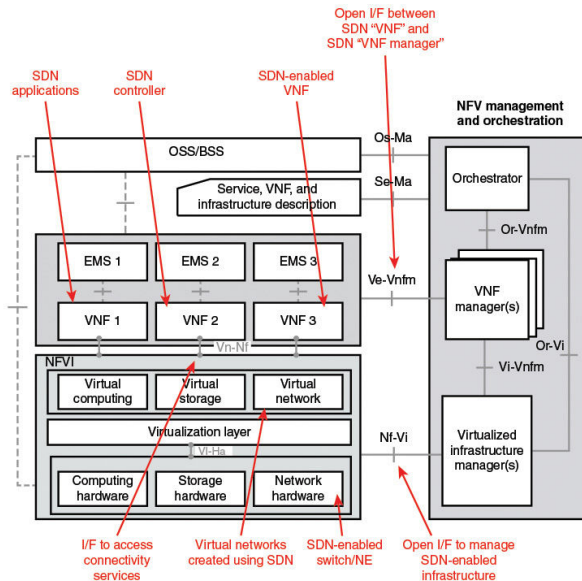 Open I/F between
SDN “VNF” and
SDN “VNF manager”
SDN
applications
SDN
controller
SDN-enabled
VNF
NFV management
and orchestration
OSS/BSS
Os-Ma
Service, VNF, and
infrastructure description
Se-Ma
Orchestrator
Or-Vnfm
EMS 1
EMS 2
EMS 3
Ve-Vnfm
VNF
manager(s)
VNF 1
VNF 2
VNF 3
Vn-Nf
Or-Vi
NFVI
Vi-Vnfm
Virtual
computing
Virtual
storage
Virtual
network
Virtualization layer
Nf-Vi
Virtualized
infrastructure
manager(s)
VI-Ha
Computing
hardware
Storage
hardware
Network
hardware
I/F to access
connectivity
services
Virtual networks
created using SDN
SDN-enabled
switch/NE
Open I/F to manage
SDN-enabled
infrastructure